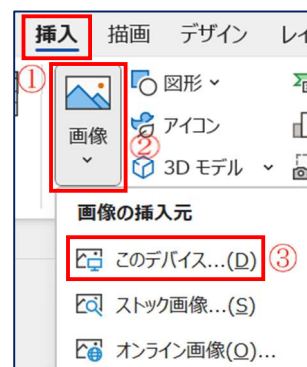 挿入 描画 デザイン レイ
① 図形
画像 アイコン
② 3D モデル
画像の挿入元
このデバイス...(D) ③
ストック画像...(S)
オンライン画像(O)...